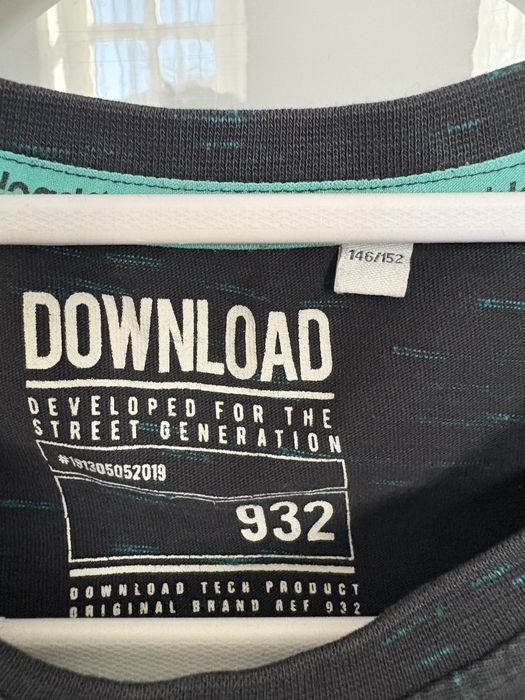 146/152
DOWNLOAD
DEVELOPED FOR THE
STREET GENERATION
#191305052019
932
DOWNLOAD TECH PRODUCT
ORIGINAL BRAND REF 932